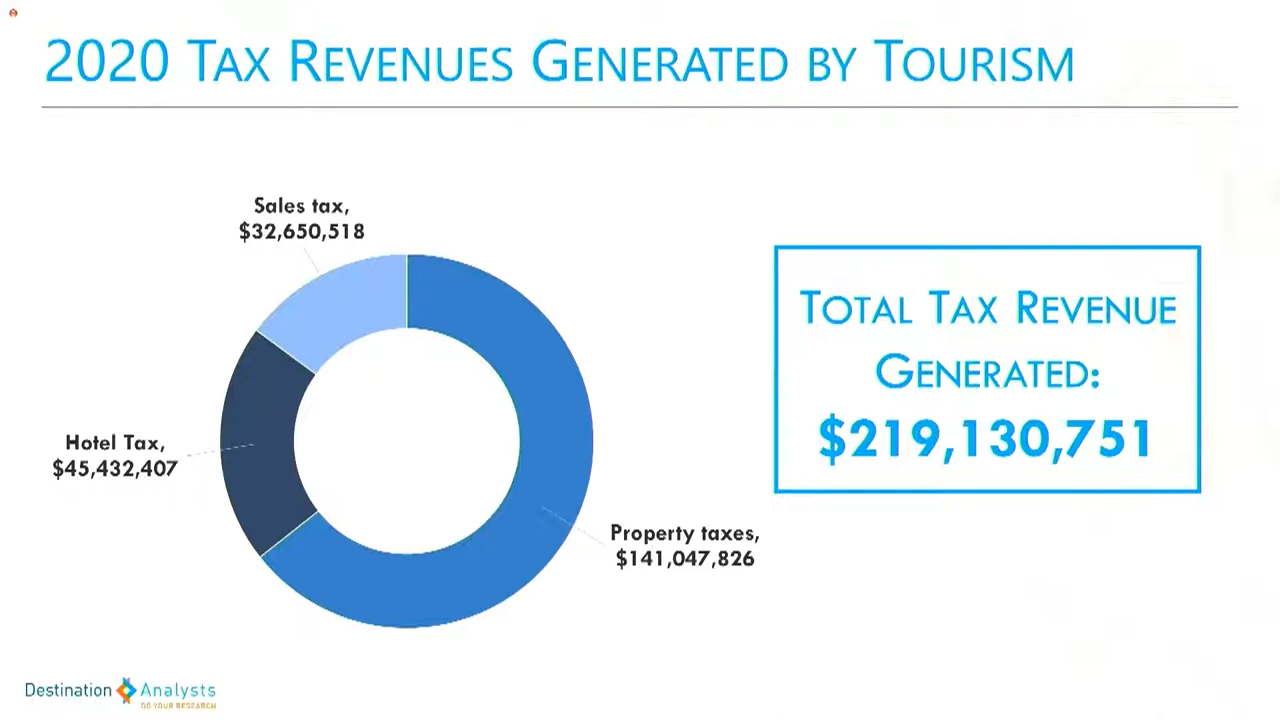 2020 TAX REVENUES GENERATED BY TOURISM
Sales tax,
$32,650,518
Hotel Tax,
$45,432,407
Property taxes,
$141,047,826
TOTAL TAX REVENUE
GENERATED:
$219,130,751
Destination Analysts
DO YOUR RESEARCH